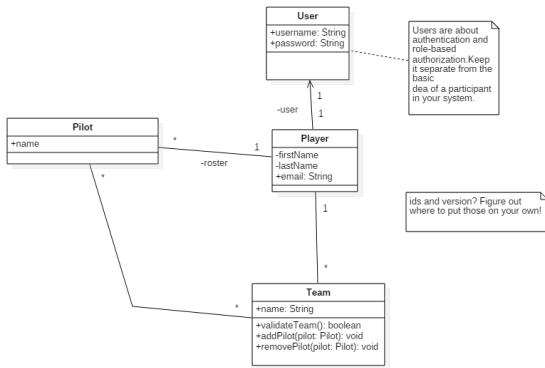 User
+username: String
+password: String
Users are about
authentication and
role-based
authorization.Keep
it separate from the
basic
dea of a participant
in your system.
1
1
-user
Pilot
+name
*
1
-roster
Player
-firstName
-lastName
+email: String
*
1
ids and version? Figure out
where to put those on your own!
*
*
Team
+name: String
+validateTeam(): boolean
+addPilot(pilot: Pilot): void
+removePilot(pilot: Pilot): void